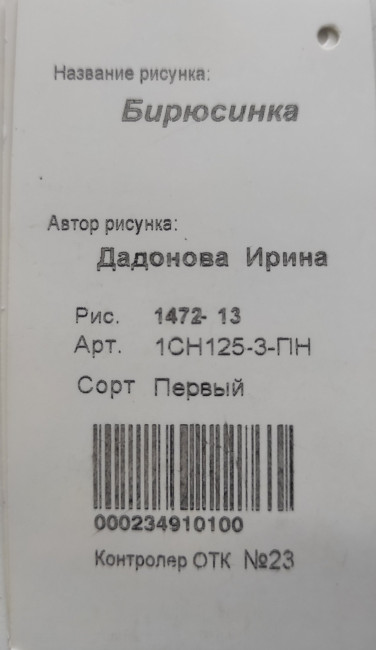 Название рисунка:
Бирюсинка
Автор рисунка:
Дадонова Ирина
Рис. 1472- 13
Арт. 1СН125-3-ПН
Сорт Первый
000234910100
Контролер ОТК №23